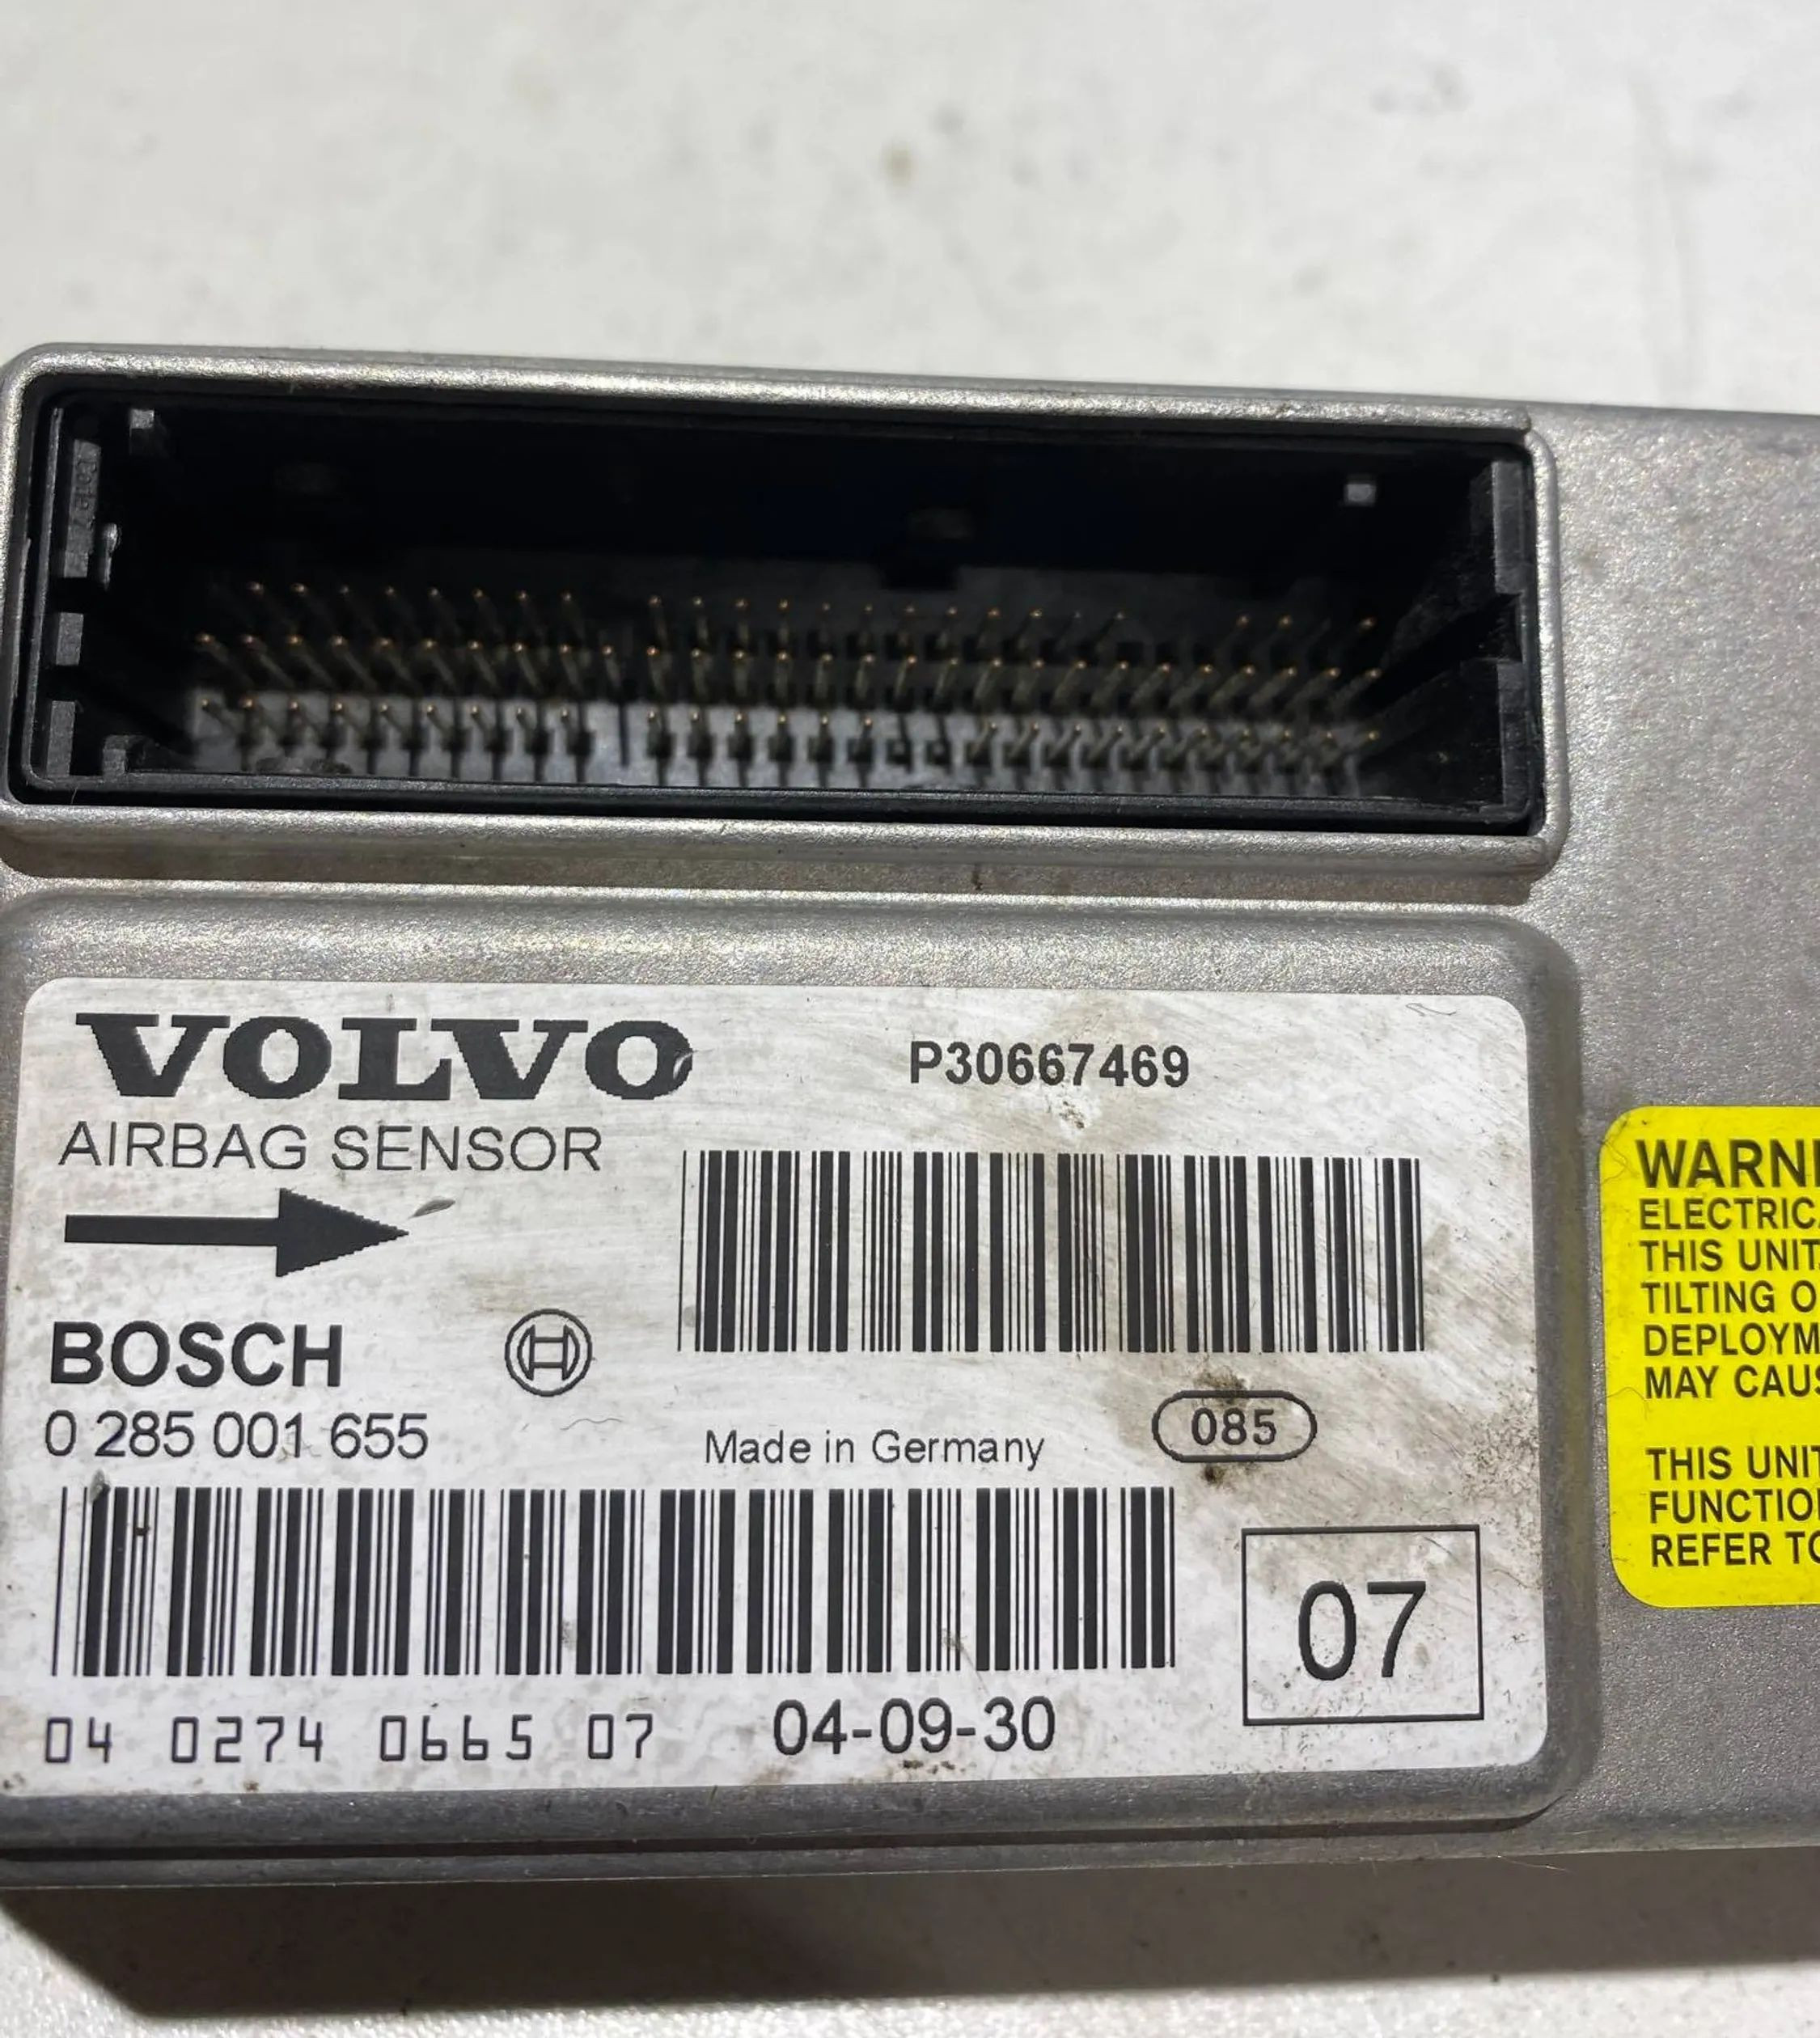 VOLVO
P30667469
AIRBAG SENSOR
BOSCH
0 285 001 655
Made in Germany
085
07
04 0274 0665 07
04-09-30
WARNI
ELECTRIC
THIS UNIT
TILTING O
DEPLOYM
MAY CAUS
THIS UNIT
FUNCTIO
REFER TO